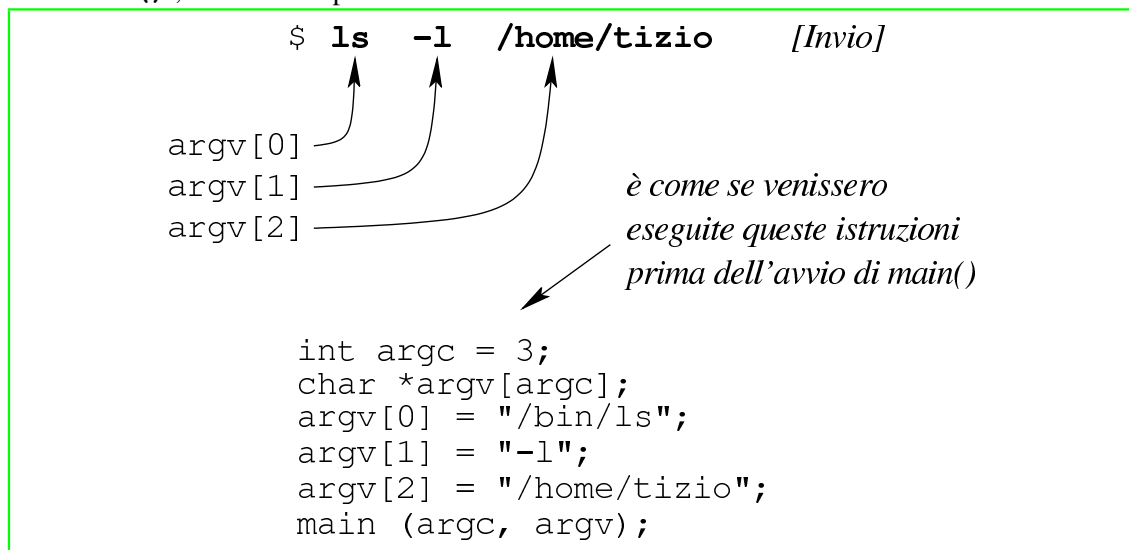 $ ls -l /home/tizio [Invio]
argv[0]
argv[1]
argv[2]
è come se venissero
eseguite queste istruzioni
prima dell'avvio di main()
int argc = 3;
char *argv[argc];
argv[0] = "/bin/ls";
argv[1] = "-l";
argv[2] = "/home/tizio";
main (argc, argv);